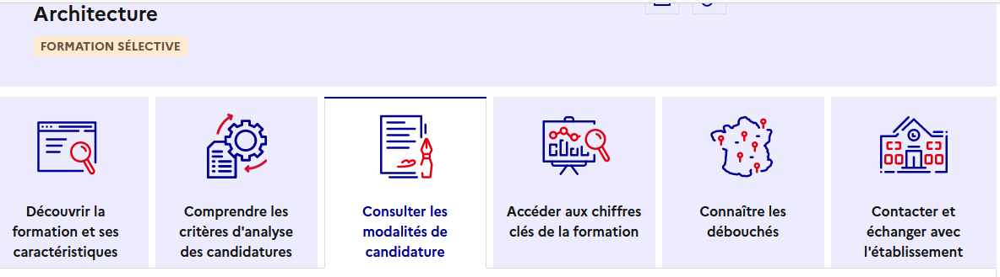 Architecture
FORMATION SÉLECTIVE
Découvrir la
formation et ses
caractéristiques
Comprendre les
critères d'analyse
des candidatures
Consulter les
modalités de
candidature
Accéder aux chiffres
clés de la formation
Connaître les
débouchés
Contacter et
échanger avec
l'établissement